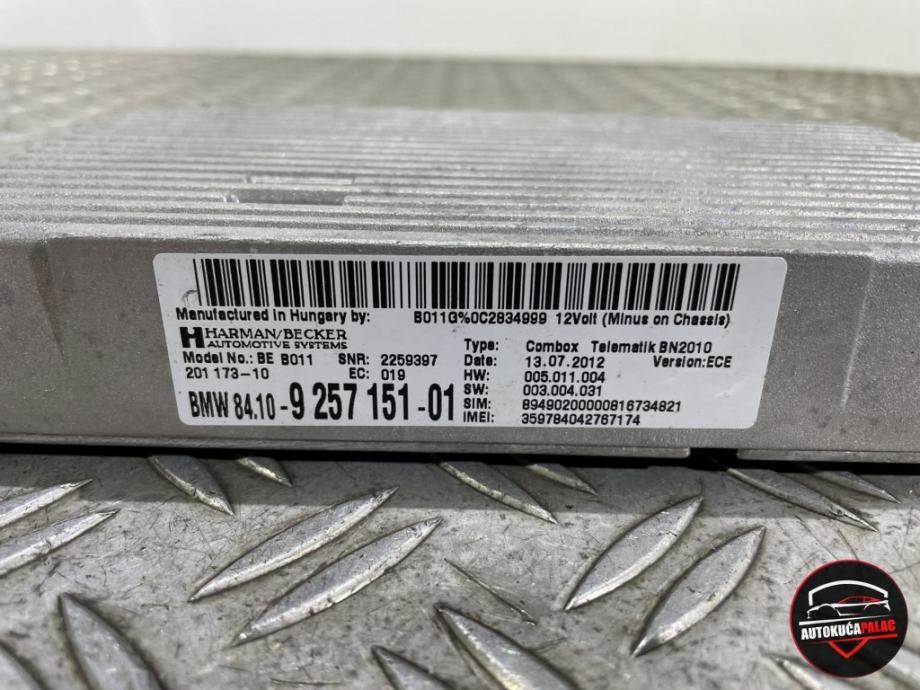 Manufactured in Hungary by: B011G%0C2834999 12Volt (Minus on Chassis)
HARMAN/BECKER
AUTOMOTIVE SYSTEMS
Model No.: BE B011 SNR: 2259397
201 173-10 EC: 019
BMW 84.10-9 257 151-01
Type: Combox Telematik BN2010
Date: 13.07.2012 Version:ECE
HW: 005.011.004
SW: 003.004.031
SIM: 89490200000816734821
IMEI: 359784042767174
AUTOKUĆAPALAC